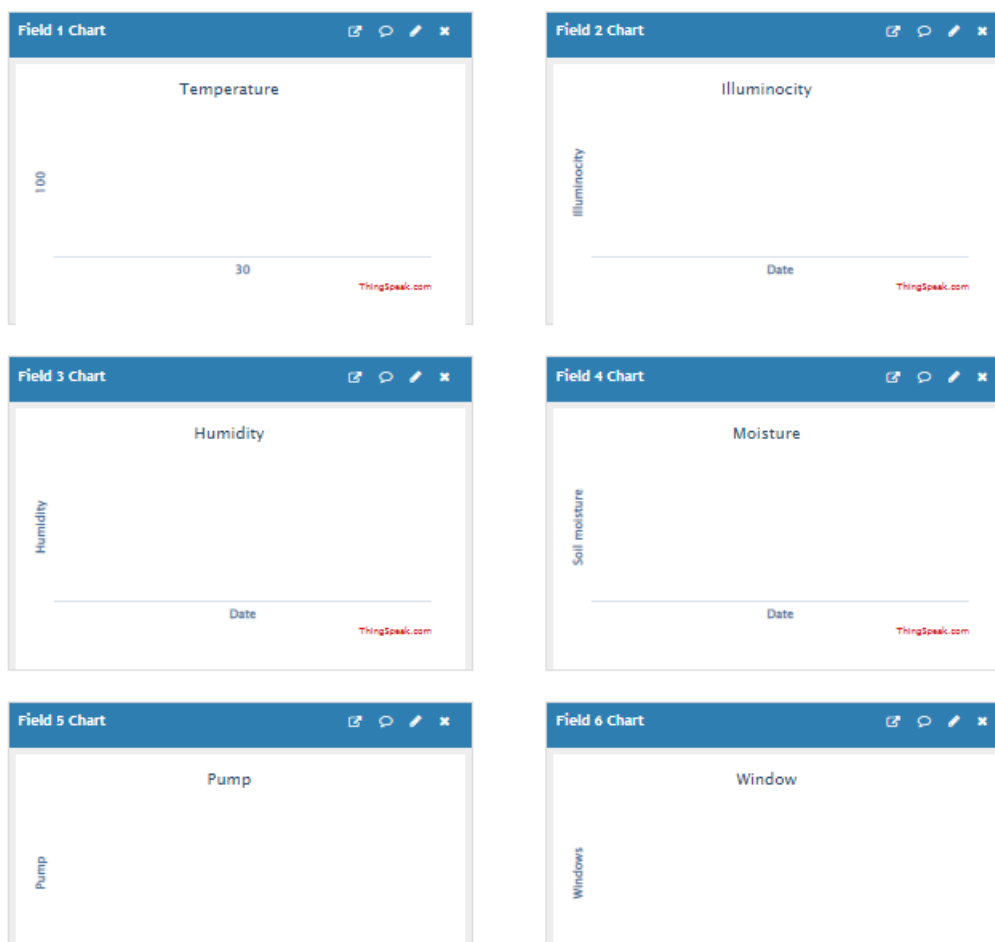 Field 1 Chart
Temperature
100
30
ThingSpeak.com
Field 2 Chart
Illuminocity
Illuminocity
Date
ThingSpeak.com
Field 3 Chart
Humidity
Humidity
Date
ThingSpeak.com
Field 4 Chart
Moisture
Soil moisture
Date
ThingSpeak.com
Field 5 Chart
Pump
Pump
Field 6 Chart
Window
Windows